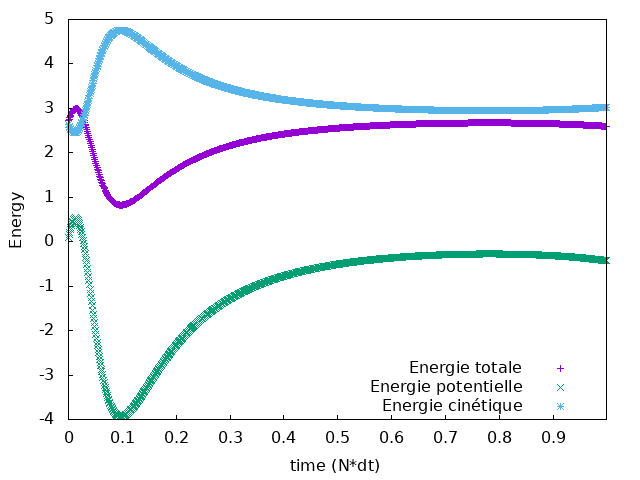 5
4
3
2
1
0
-1
-2
-3
-4
Energy
Energie totale
Energie potentielle
Energie cinétique
0 0.1 0.2 0.3 0.4 0.5 0.6 0.7 0.8 0.9
time (N*dt)